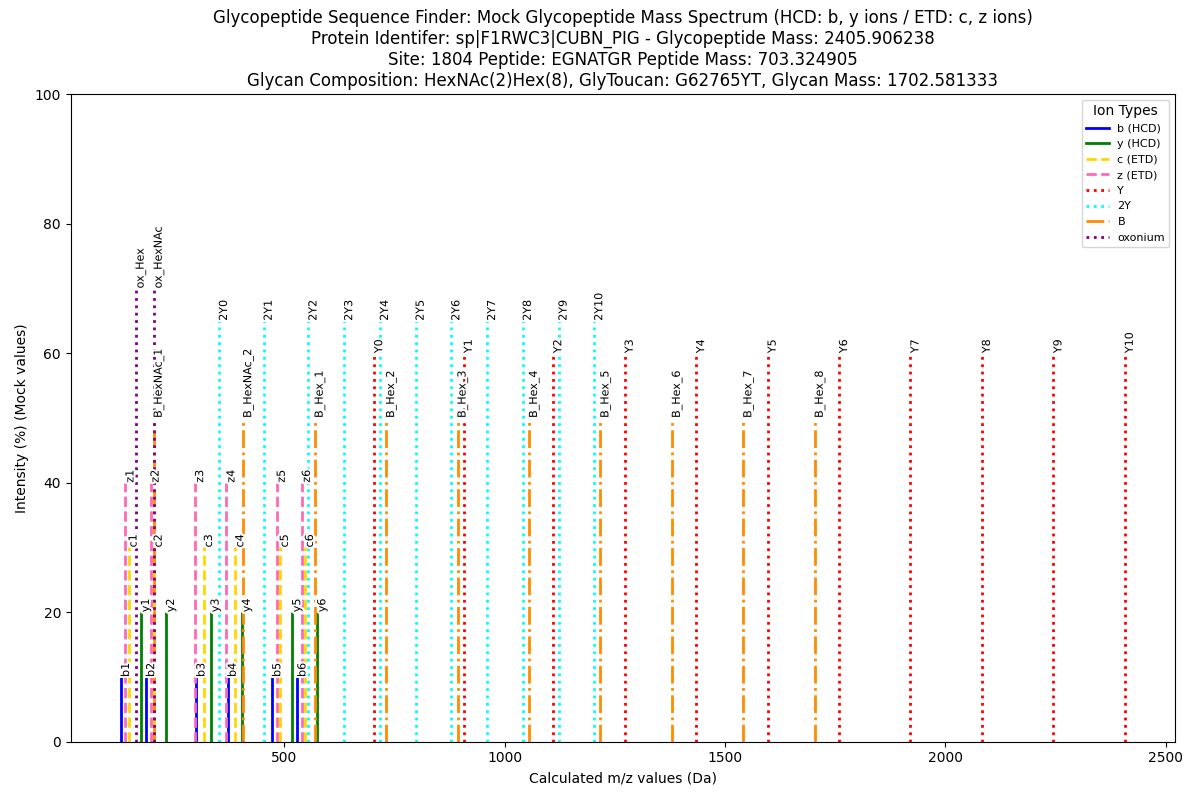 Glycopeptide Sequence Finder: Mock Glycopeptide Mass Spectrum (HCD: b, y ions / ETD: c, z ions)
Protein Identifer: sp|F1RWC3|CUBN_PIG - Glycopeptide Mass: 2405.906238
Site: 1804 Peptide: EGNATGR Peptide Mass: 703.324905
Glycan Composition: HexNAc(2)Hex(8), GlyToucan: G62765YT, Glycan Mass: 1702.581333
Intensity (%) (Mock values)
100
80
60
40
20
0
Ion Types
b (HCD)
y (HCD)
c (ETD)
z (ETD)
Y
2Y
B
oxonium
ox_Hex
ox_HexNAc
2Y0
2Y1
2Y2
2Y3
2Y4
2Y5
2Y6
2Y7
2Y8
2Y9
2Y10
Y0
Y1
Y2
Y3
Y4
Y5
Y6
Y7
Y8
Y9
Y10
B_HexNAc_1
B_HexNAc_2
B_Hex_1
B_Hex_2
B_Hex_3
B_Hex_4
B_Hex_5
B_Hex_6
B_Hex_7
B_Hex_8
z1
z2
z3
z4
z5
z6
c1
c2
c3
c4
c5
c6
y1
y2
y3
y4
y5
y6
b1
b2
b3
b4
b5
b6
500
1000
1500
2000
2500
Calculated m/z values (Da)